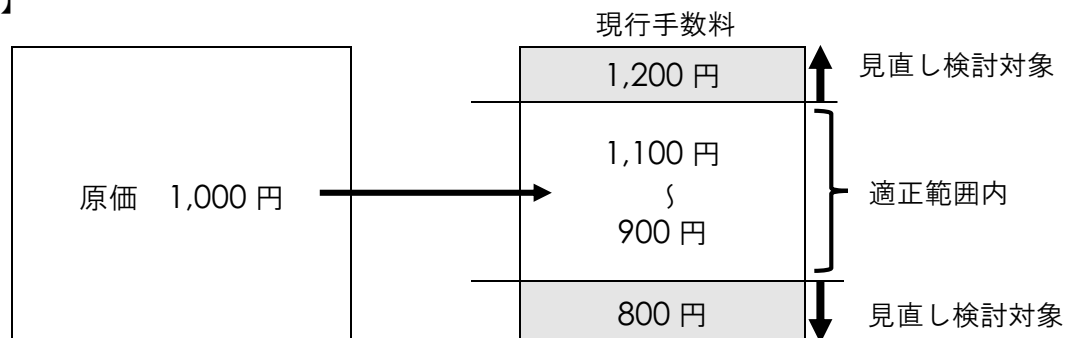 】
現行手数料
1,200 円
見直し検討対象
1,100 円
~
900 円
原価 1,000 円
適正範囲内
800 円
見直し検討対象